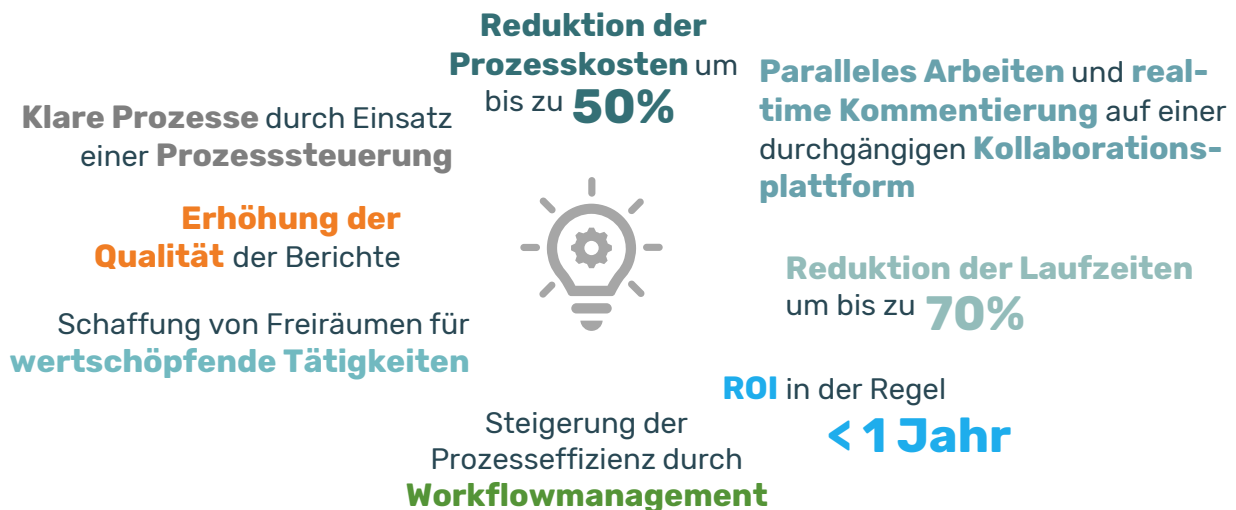 Reduktion der
Prozesskosten um
bis zu 50%
Paralleles Arbeiten und real-
time Kommentierung auf einer
durchgängigen Kollaborations-
plattform
Klare Prozesse durch Einsatz
einer Prozesssteuerung
Erhöhung der
Qualität der Berichte
Reduktion der Laufzeiten
um bis zu 70%
Schaffung von Freiräumen für
wertschöpfende Tätigkeiten
ROI in der Regel
< 1 Jahr
Steigerung der
Prozesseffizienz durch
Workflowmanagement